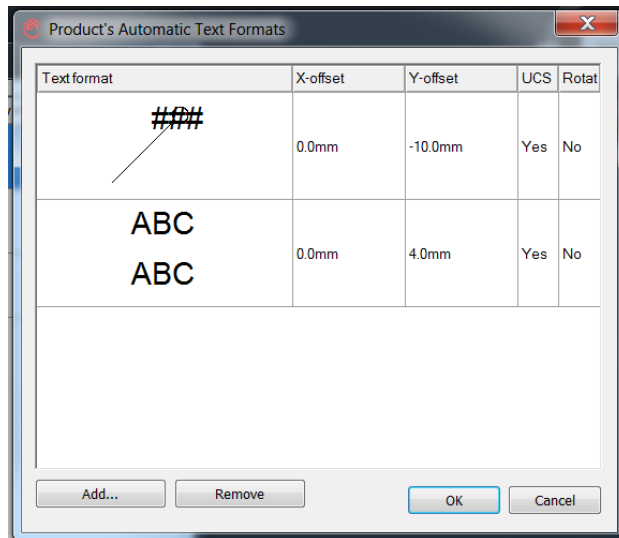 Product's Automatic Text Formats
Text format X-offset Y-offset UCS Rotat
###
0.0mm -10.0mm Yes No
ABC
ABC
0.0mm 4.0mm Yes No
Add... Remove OK Cancel